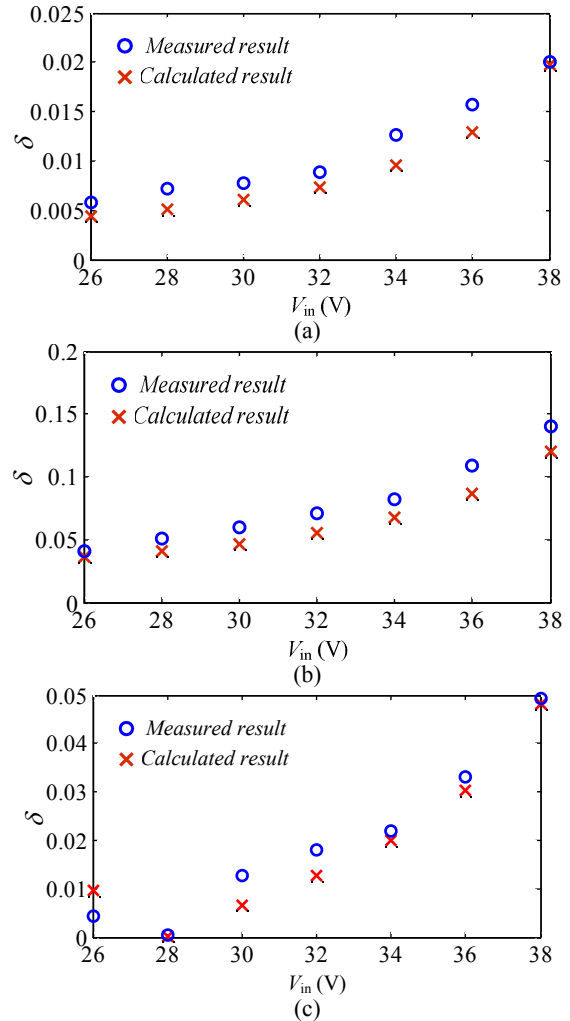 0.025
Measured result
0.02
Calculated result
0.015
δ
0.01
0.005
0
26 28 30 32 34 36 38
Vin (V)
(a)
0.2
Measured result
0.15
Calculated result
δ
0.1
0.05
0
26 28 30 32 34 36 38
Vin (V)
(b)
0.05
Measured result
0.04
Calculated result
0.03
δ
0.02
0.01
0
26 28 30 32 34 36 38
Vin (V)
(c)